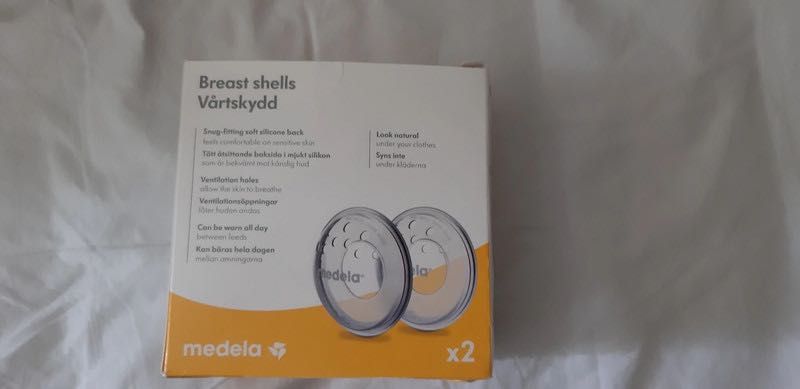 Breast shells
Vårtskydd
Snug-fitting soft silicone back
feels comfortable on sensitive skin
Tätt åtsittande baksida i mjukt silikon
som är bekvämt mot känslig hud
Ventilation holes
allow the skin to breathe
Ventilationsöppningar
låter huden andas
Can be worn all day
between feeds
Kan bäras hela dagen
mellan amningarna
Look natural
under your clothes
Syns inte
under kläderna
medela
medela
medela
x2